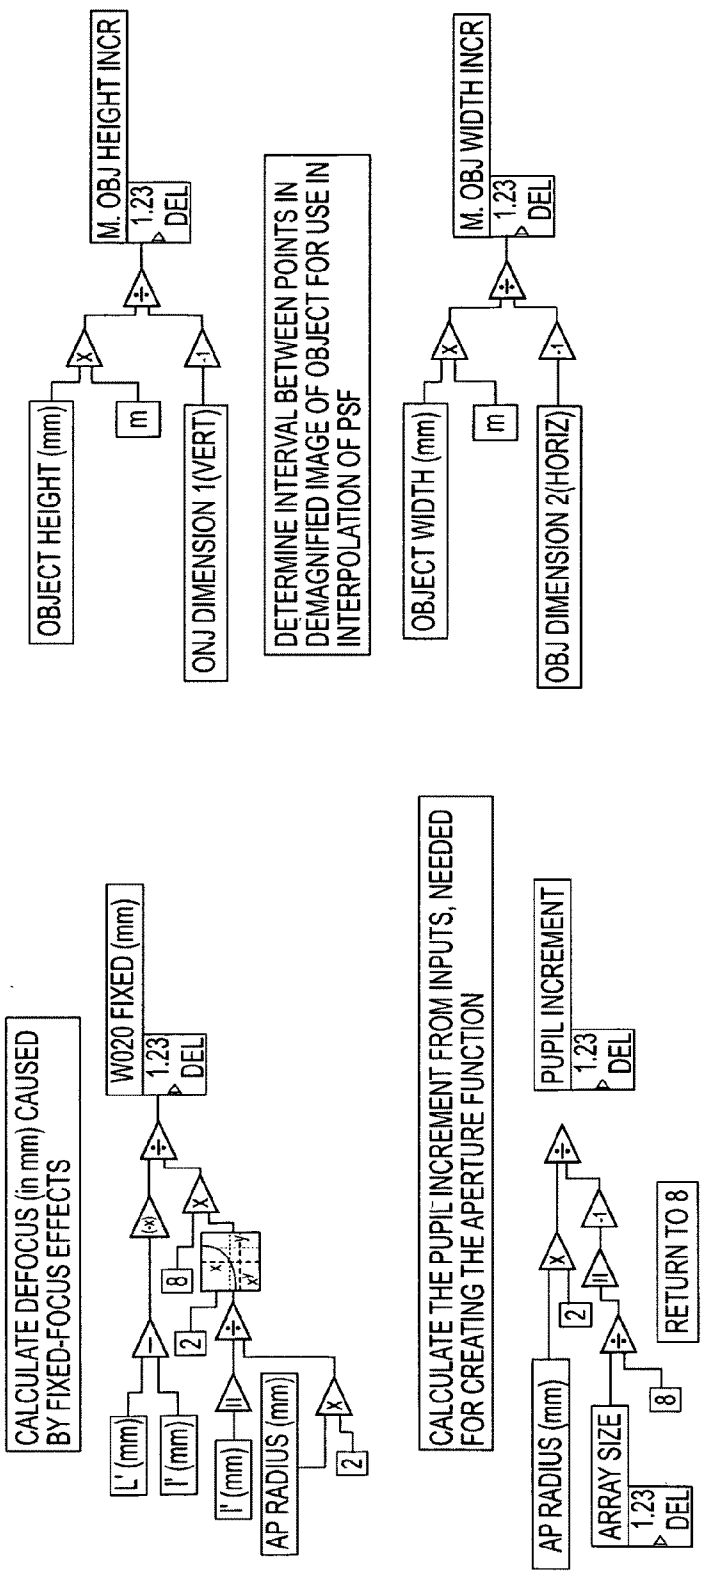 CALCULATE DEFOCUS (in mm) CAUSED
BY FIXED-FOCUS EFFECTS
L' (mm)
l' (mm)
−
(-x)
÷
W020 FIXED (mm)
1.23
DEL
l' (mm)
||
÷
2
8
X
x
y
x^y
AP RADIUS (mm)
X
2
CALCULATE THE PUPIL INCREMENT FROM INPUTS, NEEDED
FOR CREATING THE APERTURE FUNCTION
AP RADIUS (mm)
X
2
÷
PUPIL INCREMENT
1.23
DEL
ARRAY SIZE
1.23
DEL
÷
||
-1
8
RETURN TO 8
OBJECT HEIGHT (mm)
X
m
÷
M. OBJ HEIGHT INCR
1.23
DEL
ONJ DIMENSION 1(VERT)
-1
DETERMINE INTERVAL BETWEEN POINTS IN
DEMAGNIFIED IMAGE OF OBJECT FOR USE IN
INTERPOLATION OF PSF
OBJECT WIDTH (mm)
X
m
÷
M. OBJ WIDTH INCR
1.23
DEL
OBJ DIMENSION 2(HORIZ)
-1